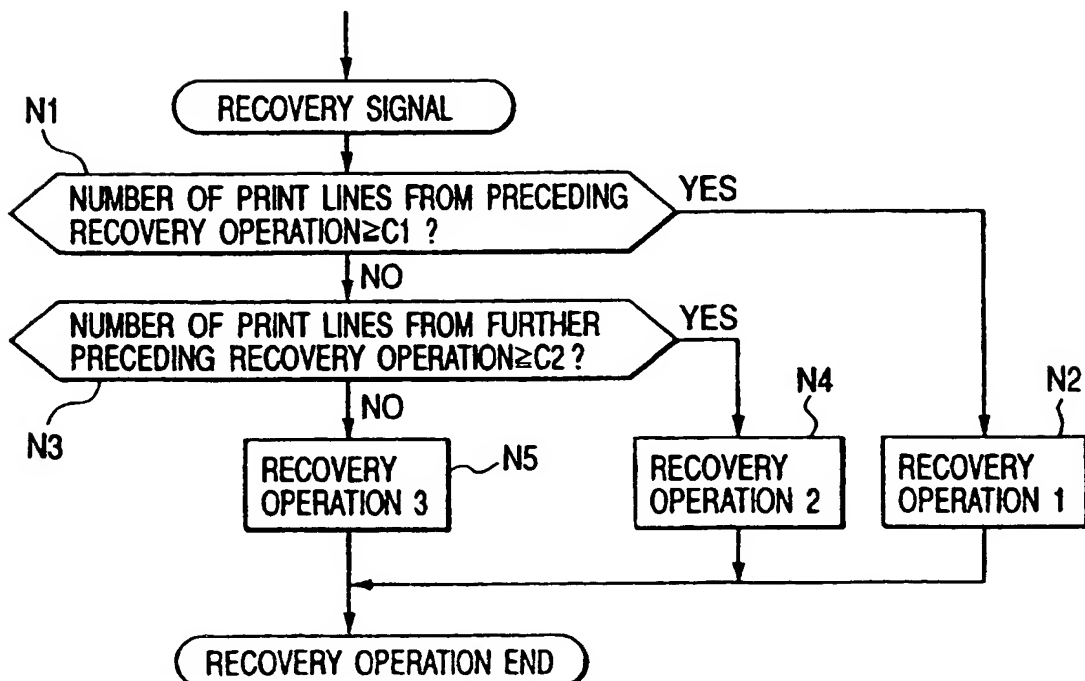 RECOVERY SIGNAL
N1
NUMBER OF PRINT LINES FROM PRECEDING
RECOVERY OPERATION≧C1 ?
YES
NO
NUMBER OF PRINT LINES FROM FURTHER
PRECEDING RECOVERY OPERATION≧C2 ?
YES
N3
NO
N4
N2
RECOVERY
OPERATION 3
N5
RECOVERY
OPERATION 2
RECOVERY
OPERATION 1
RECOVERY OPERATION END